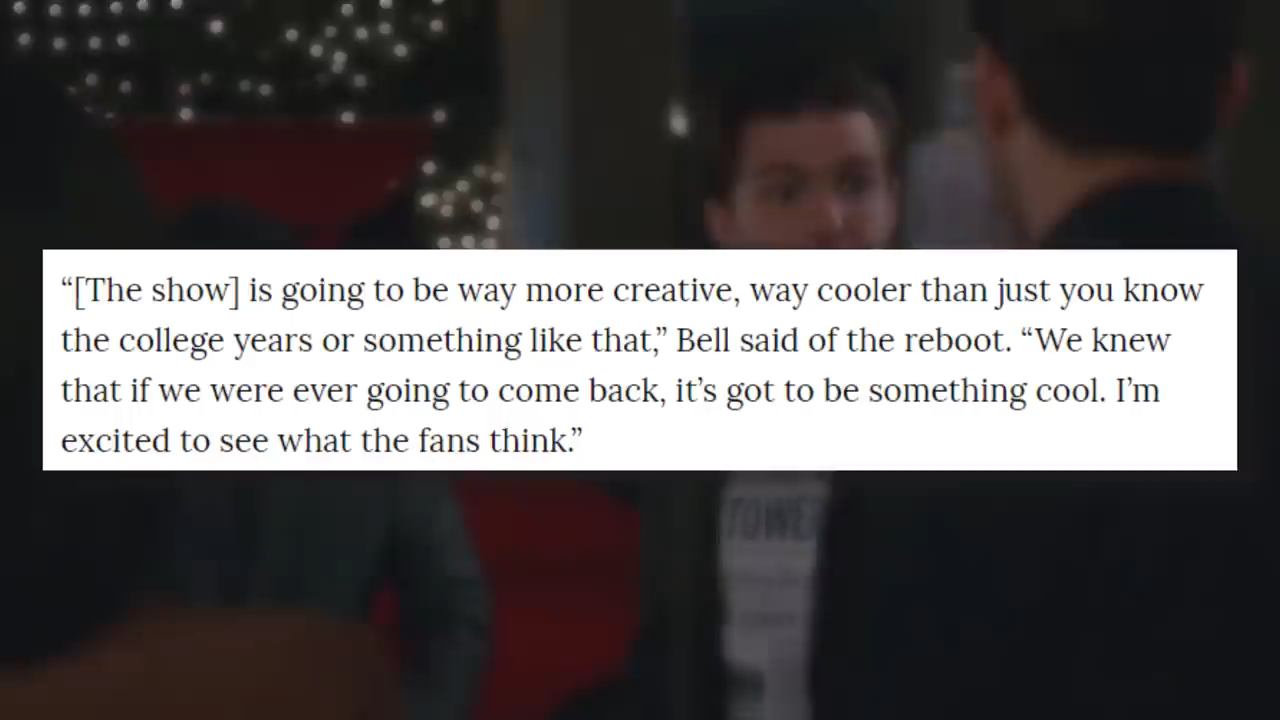 “[The show] is going to be way more creative, way cooler than just you know
the college years or something like that,” Bell said of the reboot. “We knew
that if we were ever going to come back, it’s got to be something cool. I’m
excited to see what the fans think.”